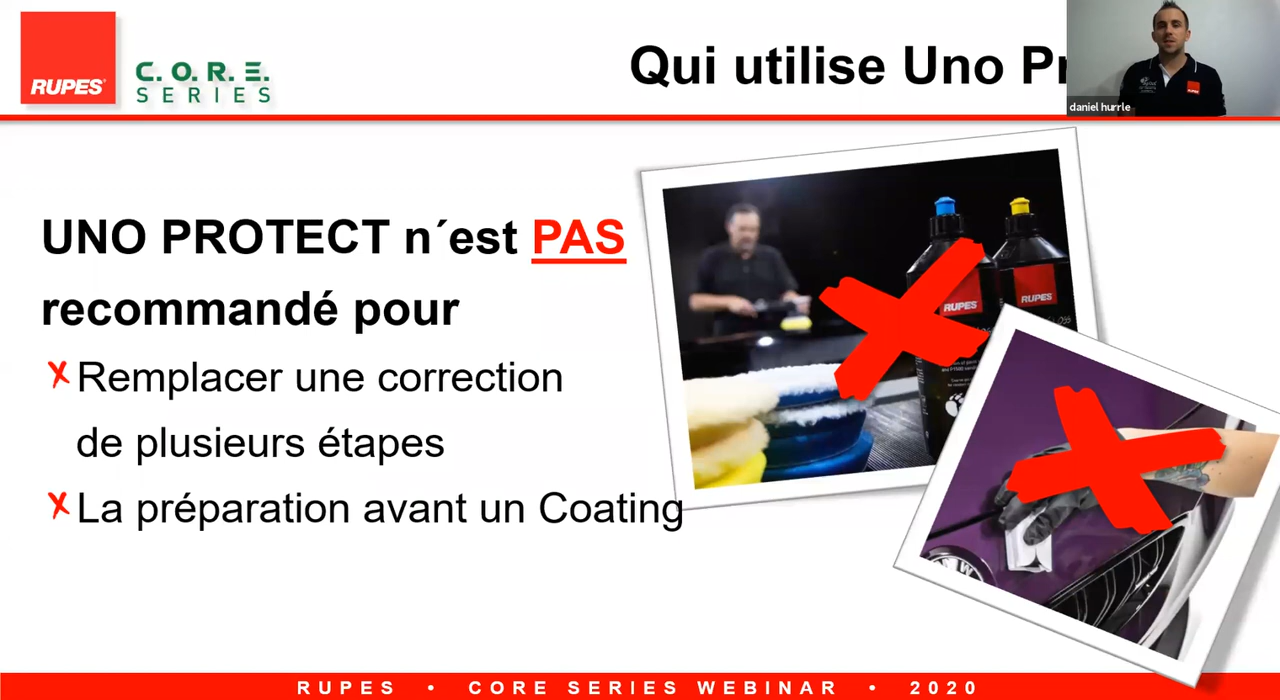 RUPES
C. O. R. E.
SERIES
Qui utilise Uno
daniel hurrle
UNO PROTECT n´est PAS
recommandé pour
Remplacer une correction
de plusieurs étapes
La préparation avant un Coating
RUPES
RUPES
RUPES • CORE SERIES WEBINAR • 2020